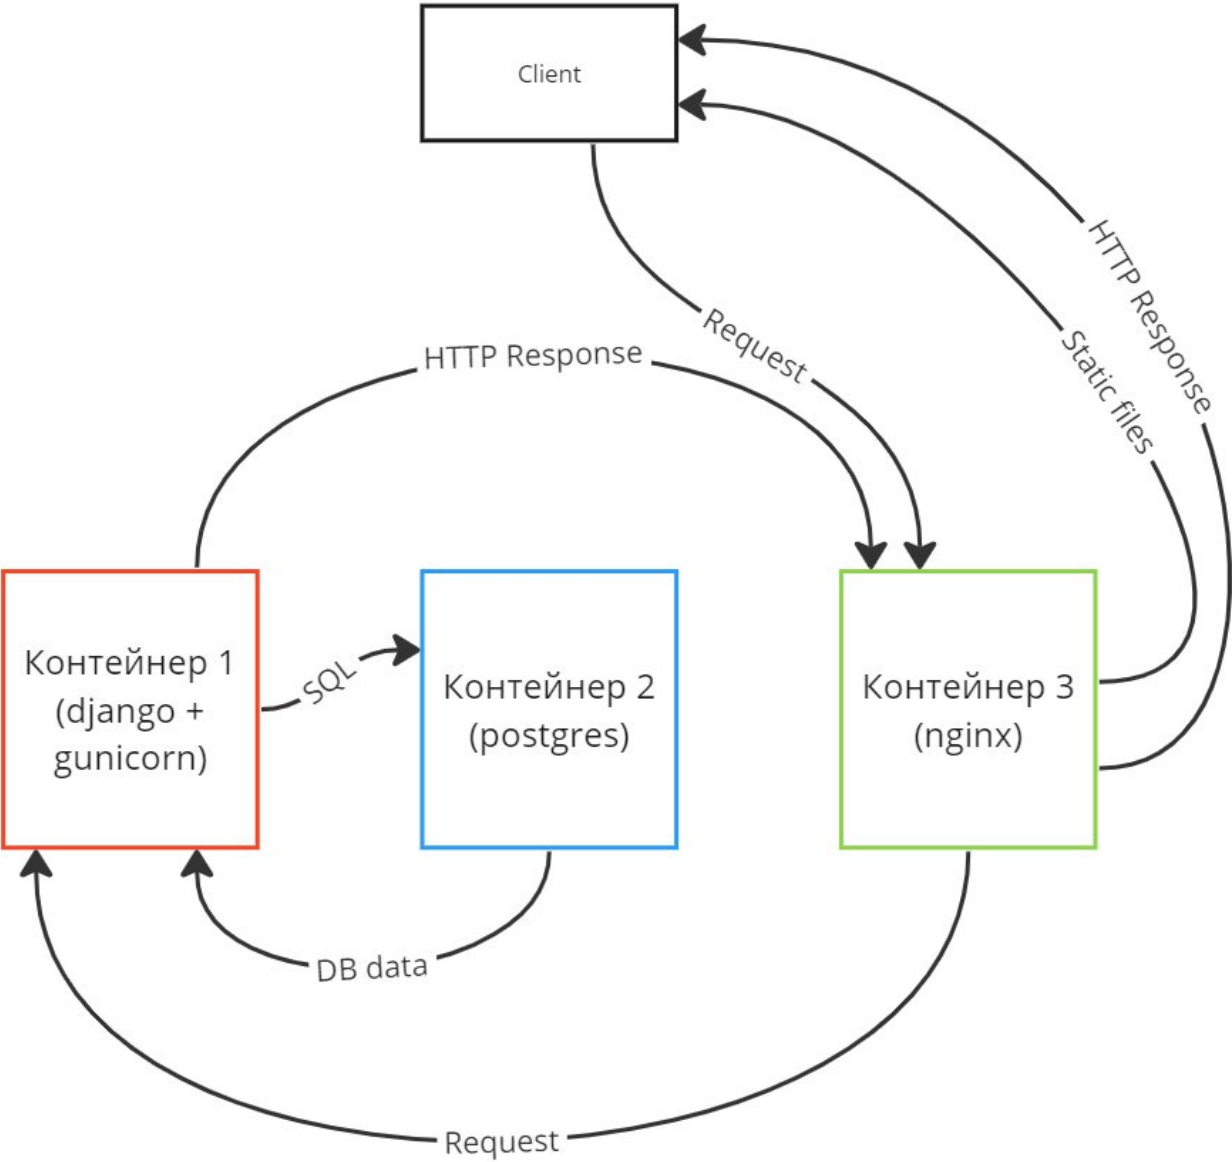 Client
HTTP Response
Static files
Request
HTTP Response
Контейнер 1
(django +
gunicorn)
SQL
Контейнер 2
(postgres)
Контейнер 3
(nginx)
DB data
Request